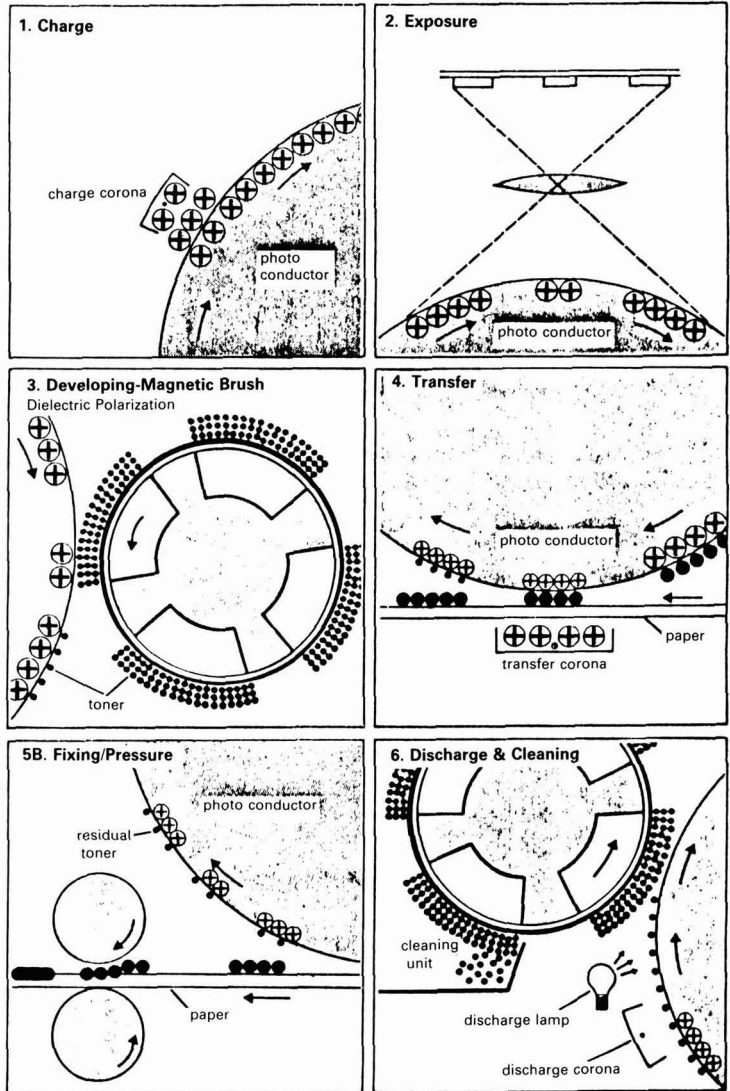 1. Charge
charge corona
photo
conductor
2. Exposure
photo conductor
3. Developing-Magnetic Brush
Dielectric Polarization
toner
4. Transfer
photo conductor
paper
transfer corona
5B. Fixing/Pressure
photo conductor
residual
toner
paper
6. Discharge & Cleaning
cleaning
unit
discharge lamp
discharge corona